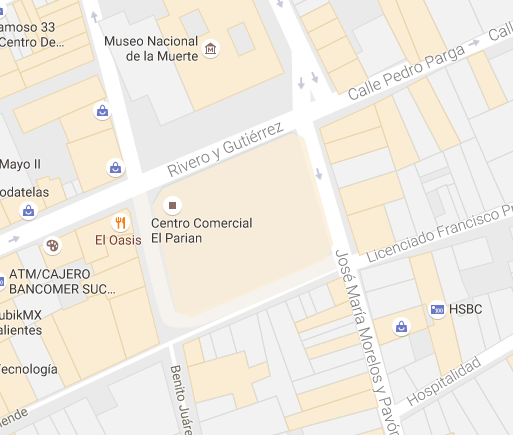 amoso 33
Centro De...
Museo Nacional
de la Muerte
Calle Pedro Parga
Call
Rivero y Gutiérrez
Mayo II
odatelas
El Oasis
Centro Comercial
El Parian
Licenciado Francisco Pr
ATM/CAJERO
BANCOMER SUC...
ubikMX
alientes
José María Morelos y Pavón
HSBC
Tecnología
Benito Juáre
Hospitalidad
ende